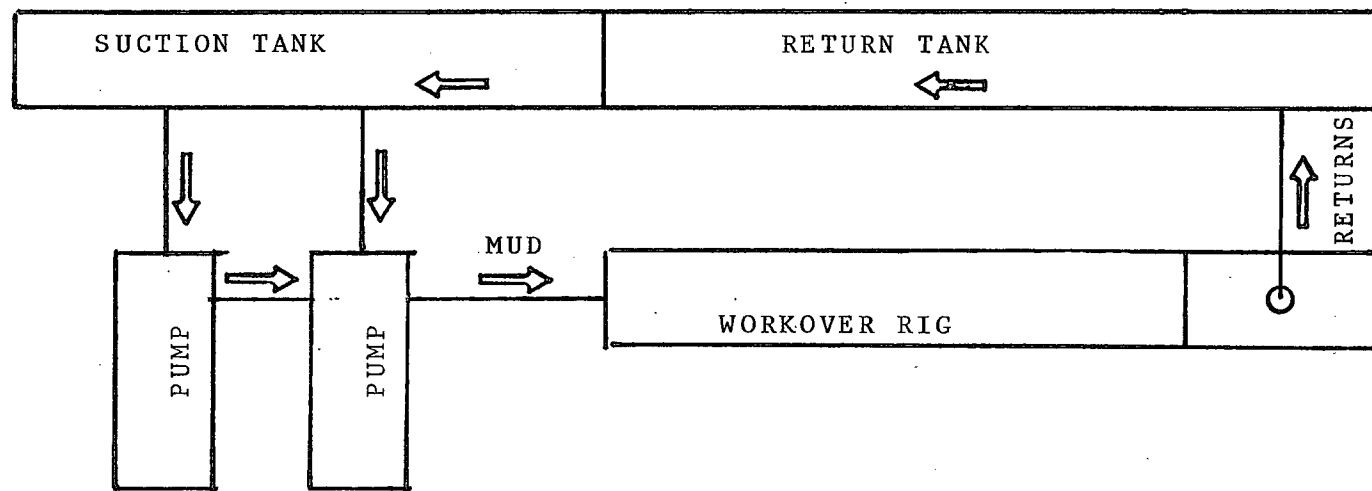 SUCTION TANK
RETURN TANK
RETURNS
MUD
PUMP
PUMP
WORKOVER RIG